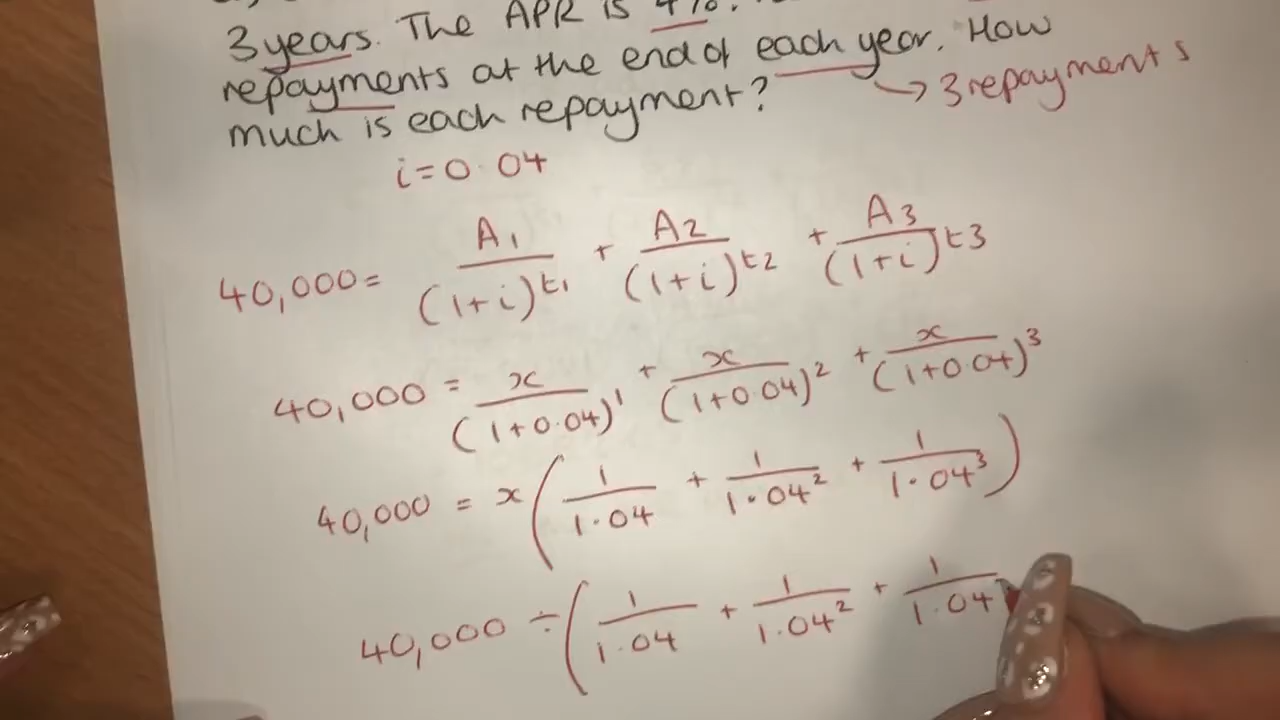 3 years. The APR is 4%.
repayments at the end of each year. How
→ 3 repayments
much is each repayment?
i = 0.04
40,000 = A1/(1+i)^t1 + A2/(1+i)^t2 + A3/(1+i)^t3
40,000 = x/(1+0.04)^1 + x/(1+0.04)^2 + x/(1+0.04)^3
40,000 = x(1/1.04 + 1/1.04^2 + 1/1.04^3)
40,000 ÷ (1/1.04 + 1/1.04^2 + 1/1.04